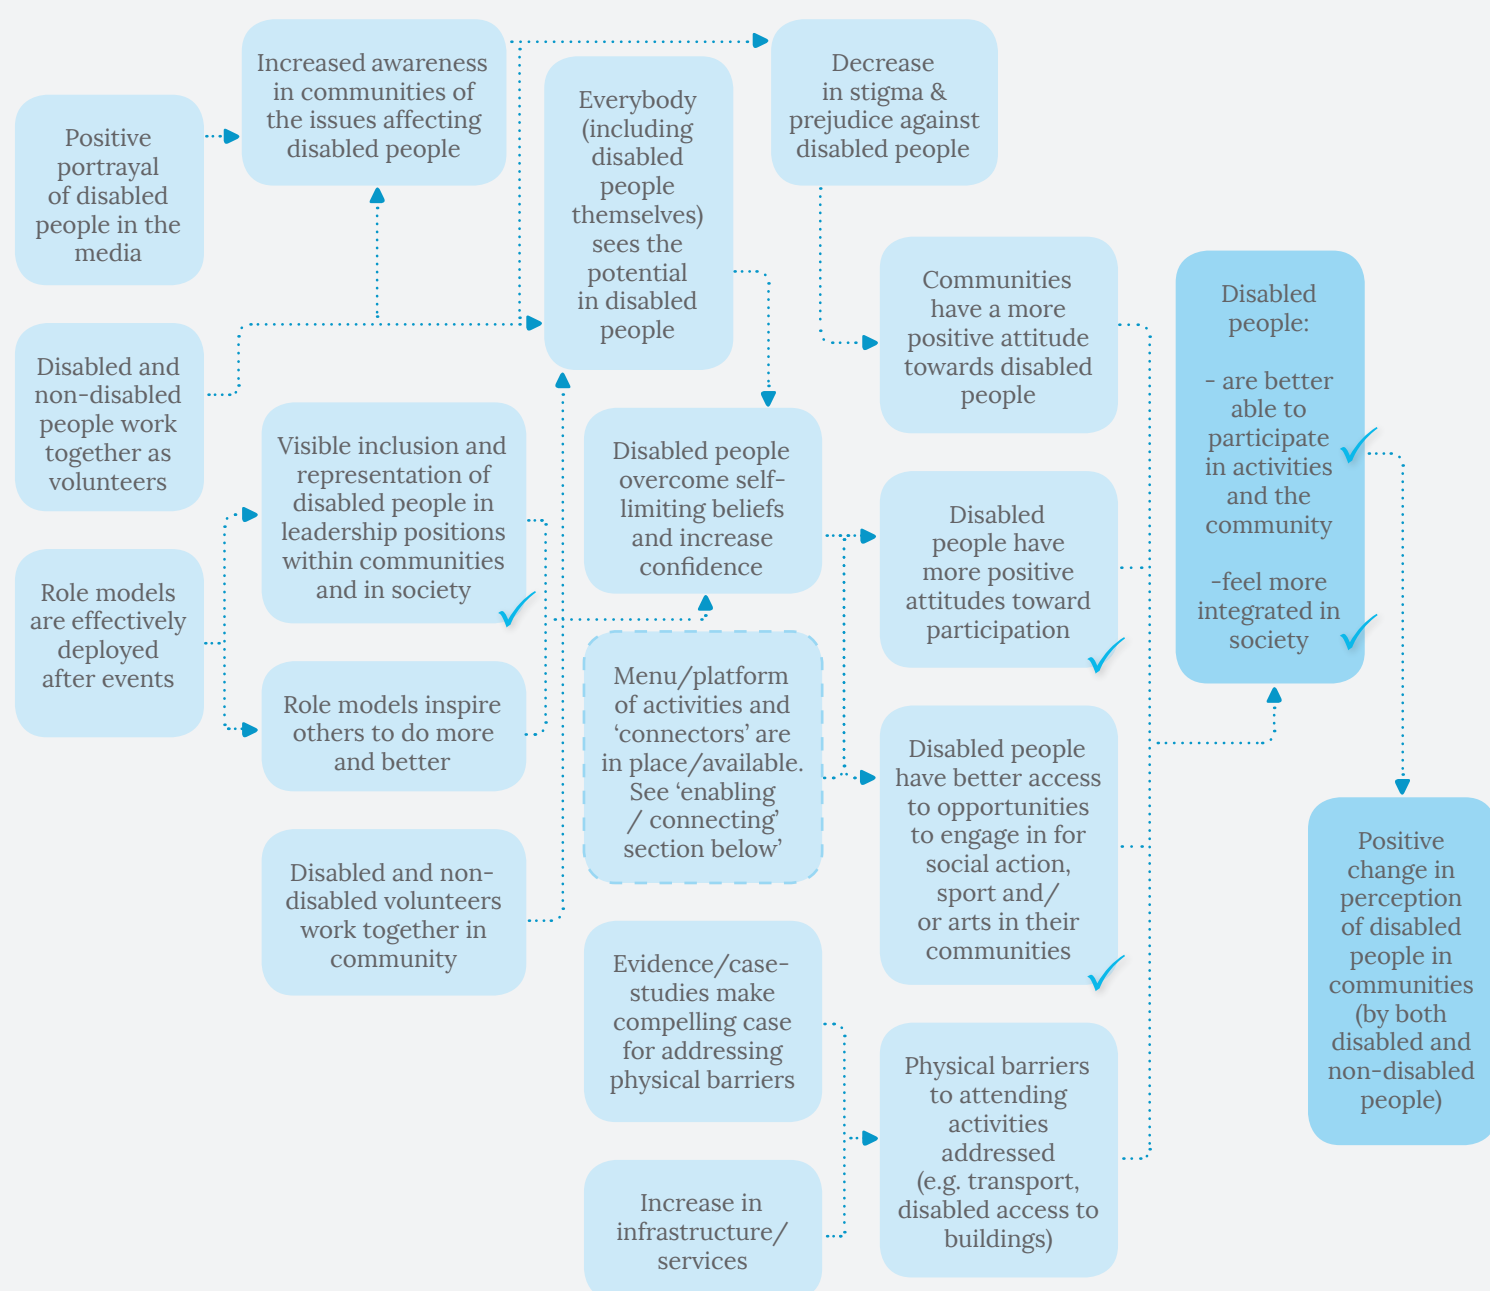 Positive
portrayal
of disabled
people in the
media
Disabled and
non-disabled
people work
together as
volunteers
Role models
are effectively
deployed
after events
Increased awareness
in communities of
the issues affecting
disabled people
Visible inclusion and
representation of
disabled people in
leadership positions
within communities
and in society
Role models inspire
others to do more
and better
Disabled and non-
disabled volunteers
work together in
community
Everybody
(including
disabled
people
themselves)
sees the
potential
in disabled
people
Disabled people
overcome self-
limiting beliefs
and increase
confidence
Menu/platform
of activities and
‘connectors’ are
in place/available.
See ‘enabling
/ connecting’
section below’
Evidence/case-
studies make
compelling case
for addressing
physical barriers
Increase in
infrastructure/
services
Decrease
in stigma &
prejudice against
disabled people
Communities
have a more
positive attitude
towards disabled
people
Disabled
people have
more positive
attitudes toward
participation
Disabled people
have better access
to opportunities
to engage in for
social action,
sport and/
or arts in their
communities
Physical barriers
to attending
activities
addressed
(e.g. transport,
disabled access to
buildings)
Disabled
people:
- are better
able to
participate
in activities
and the
community
-feel more
integrated in
society
Positive
change in
perception
of disabled
people in
communities
(by both
disabled and
non-disabled
people)